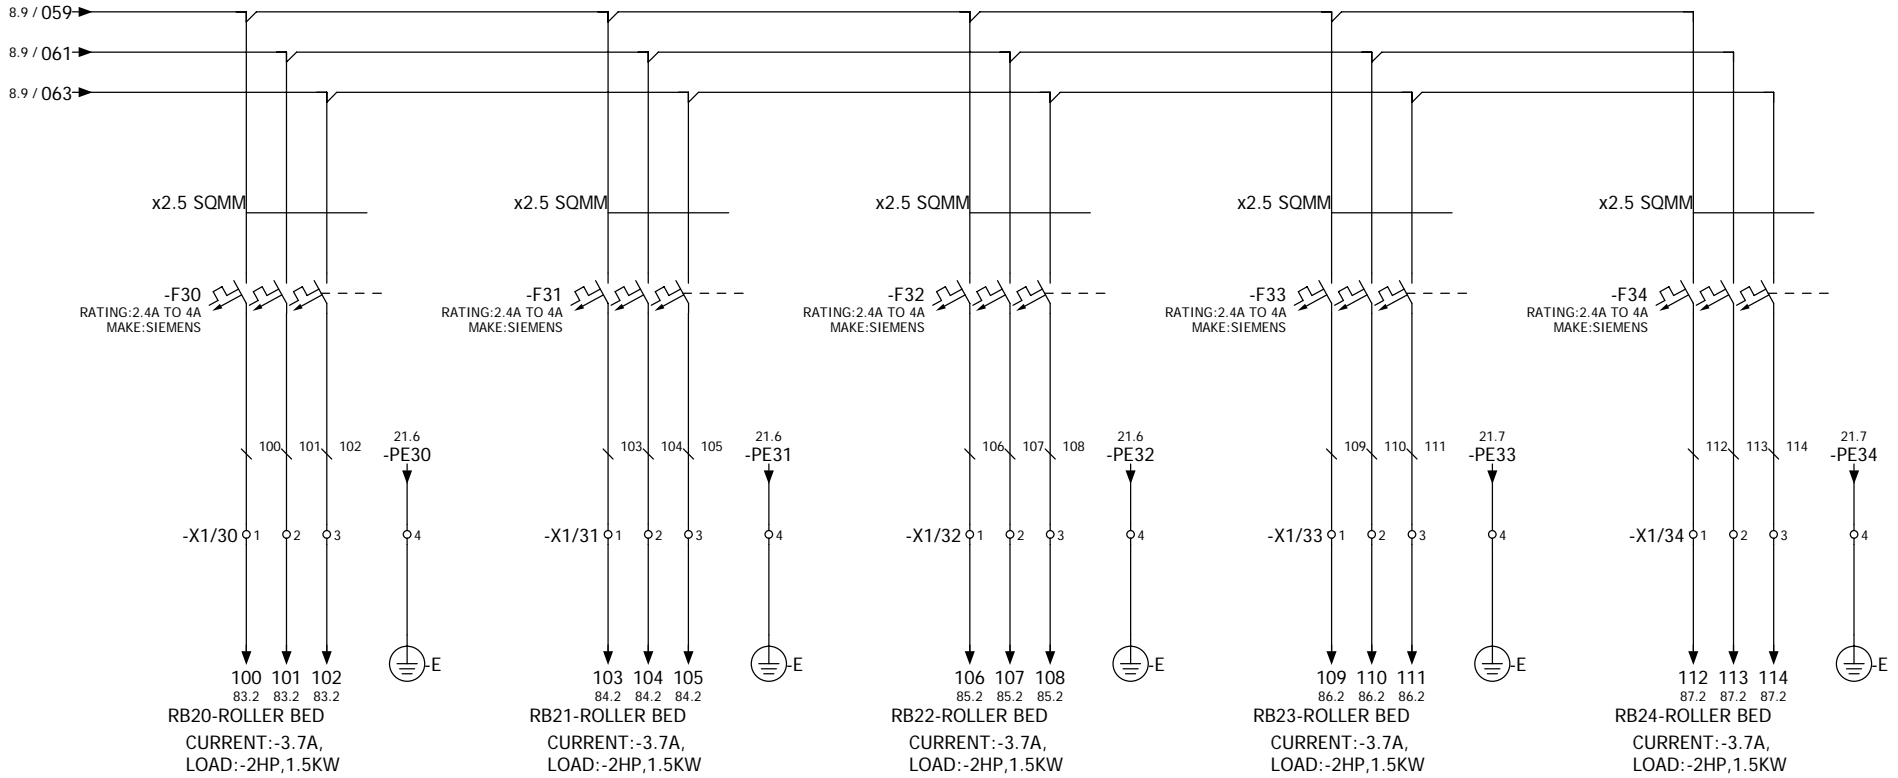 8.9 / 059
8.9 / 061
8.9 / 063
x2.5 SQMM x2.5 SQMM x2.5 SQMM x2.5 SQMM x2.5 SQMM
-F30 -F31 -F32 -F33 -F34
RATING:2.4A TO 4A RATING:2.4A TO 4A RATING:2.4A TO 4A RATING:2.4A TO 4A RATING:2.4A TO 4A
MAKE:SIEMENS MAKE:SIEMENS MAKE:SIEMENS MAKE:SIEMENS MAKE:SIEMENS
21.6 21.6 21.6 21.7 21.7
100 101 102 103 104 105 106 107 108 109 110 111 112 113 114
-PE30 -PE31 -PE32 -PE33 -PE34
-X1/30 1 2 3 4 -X1/31 1 2 3 4 -X1/32 1 2 3 4 -X1/33 1 2 3 4 -X1/34 1 2 3 4
-E -E -E -E -E
100 101 102 103 104 105 106 107 108 109 110 111 112 113 114
83.2 83.2 83.2 84.2 84.2 84.2 85.2 85.2 85.2 86.2 86.2 86.2 87.2 87.2 87.2
RB20-ROLLER BED RB21-ROLLER BED RB22-ROLLER BED RB23-ROLLER BED RB24-ROLLER BED
CURRENT:-3.7A, CURRENT:-3.7A, CURRENT:-3.7A, CURRENT:-3.7A, CURRENT:-3.7A,
LOAD:-2HP,1.5KW LOAD:-2HP,1.5KW LOAD:-2HP,1.5KW LOAD:-2HP,1.5KW LOAD:-2HP,1.5KW